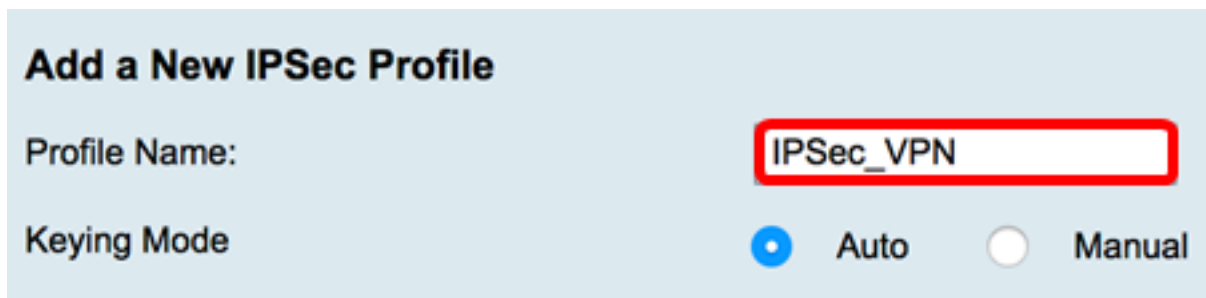 Add a New IPSec Profile
Profile Name: IPSec_VPN
Keying Mode Auto Manual